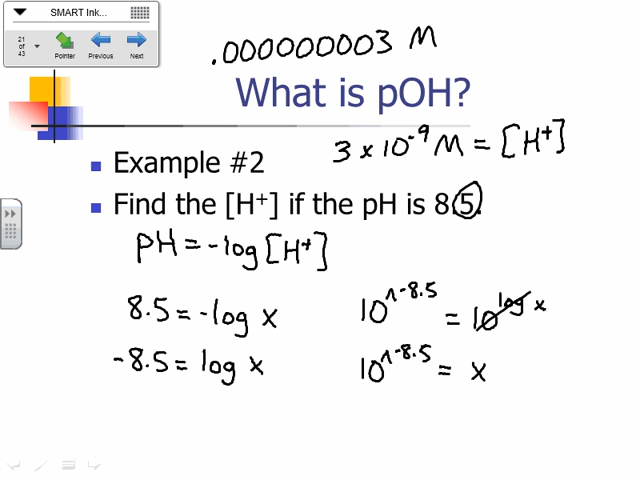 SMART Ink...
21
of
43
Pointer
Previous
Next
.000000003 M
What is pOH?
3 x 10^-9 M = [H+]
Example #2
Find the [H+] if the pH is 8.5.
pH = -log [H+]
8.5 = -log x
10^-8.5 = 10^log x
-8.5 = log x
10^-8.5 = x